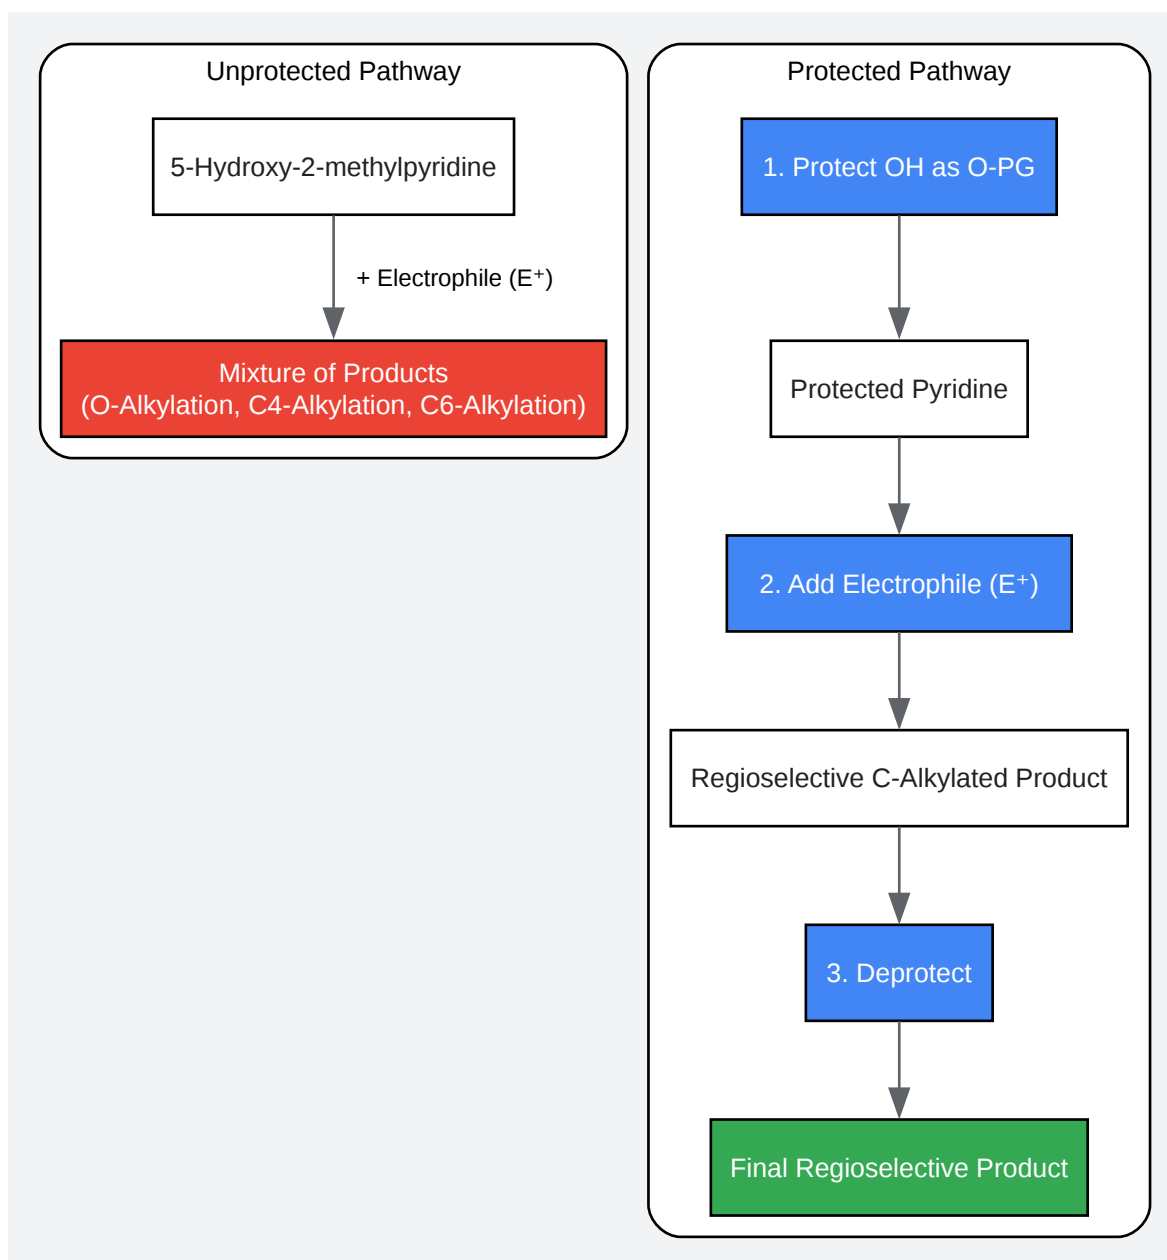 Unprotected Pathway
5-Hydroxy-2-methylpyridine
+ Electrophile (E⁺)
Mixture of Products
(O-Alkylation, C4-Alkylation, C6-Alkylation)
Protected Pathway
1. Protect OH as O-PG
Protected Pyridine
2. Add Electrophile (E⁺)
Regioselective C-Alkylated Product
3. Deprotect
Final Regioselective Product